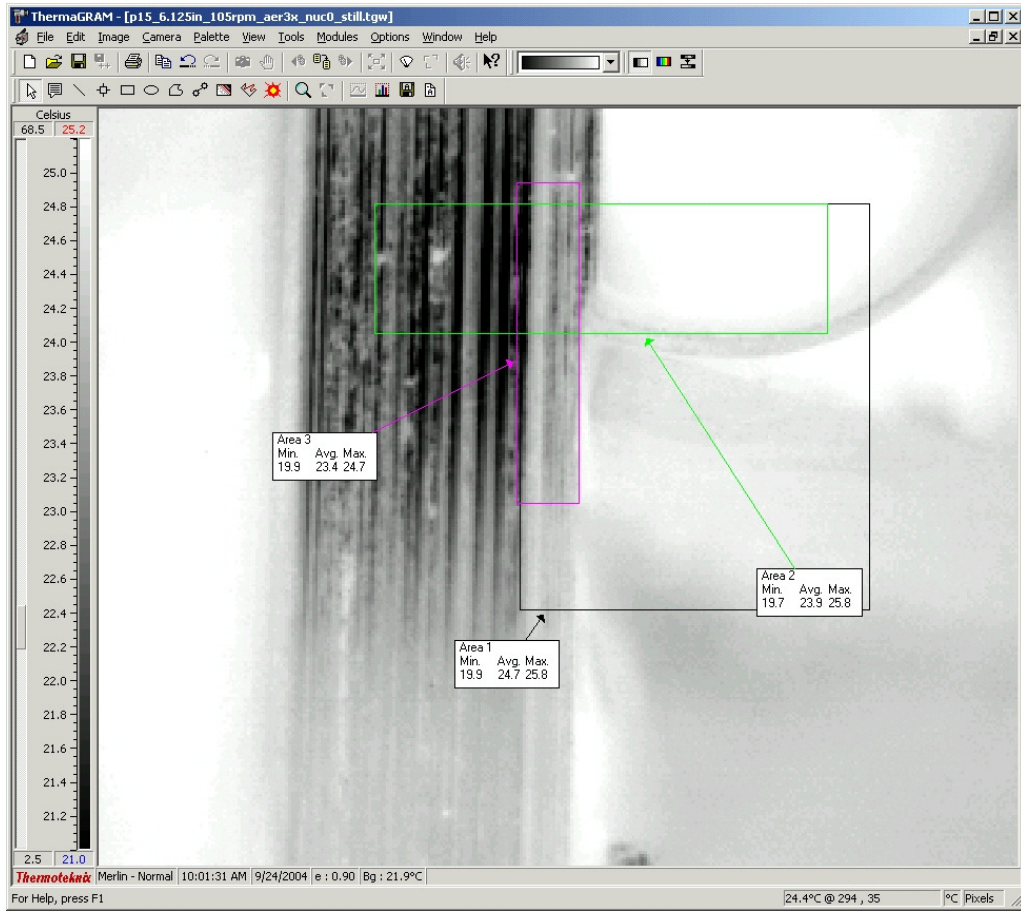 ThermaGRAM - [p15_6.125in_105rpm_aer3x_nuc0_still.tgw]
File Edit Image Camera Palette View Tools Modules Options Window Help
Celsius
68.5 25.2
25.0
24.8
24.6
24.4
24.2
24.0
23.8
23.6
23.4
23.2
23.0
22.8
22.6
22.4
22.2
22.0
21.8
21.6
21.4
21.2
2.5 21.0
Area 3
Min. Avg. Max.
19.9 23.4 24.7
Area 2
Min. Avg. Max.
19.7 23.9 25.8
Area 1
Min. Avg. Max.
19.9 24.7 25.8
Thermoteknix Merlin - Normal 10:01:31 AM 9/24/2004 e : 0.90 Bg : 21.9°C
For Help, press F1 24.4°C @ 294 , 35 °C Pixels